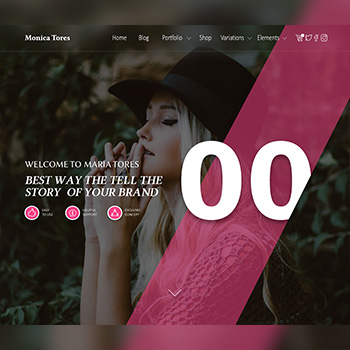 Monica Tores Home Blog Portfolio Shop Variations Elements
WELCOME TO MARIA TORES
BEST WAY THE TELL THE
STORY OF YOUR BRAND
EASY TO USE
HELPFUL SUPPORT
CONCEPT
00